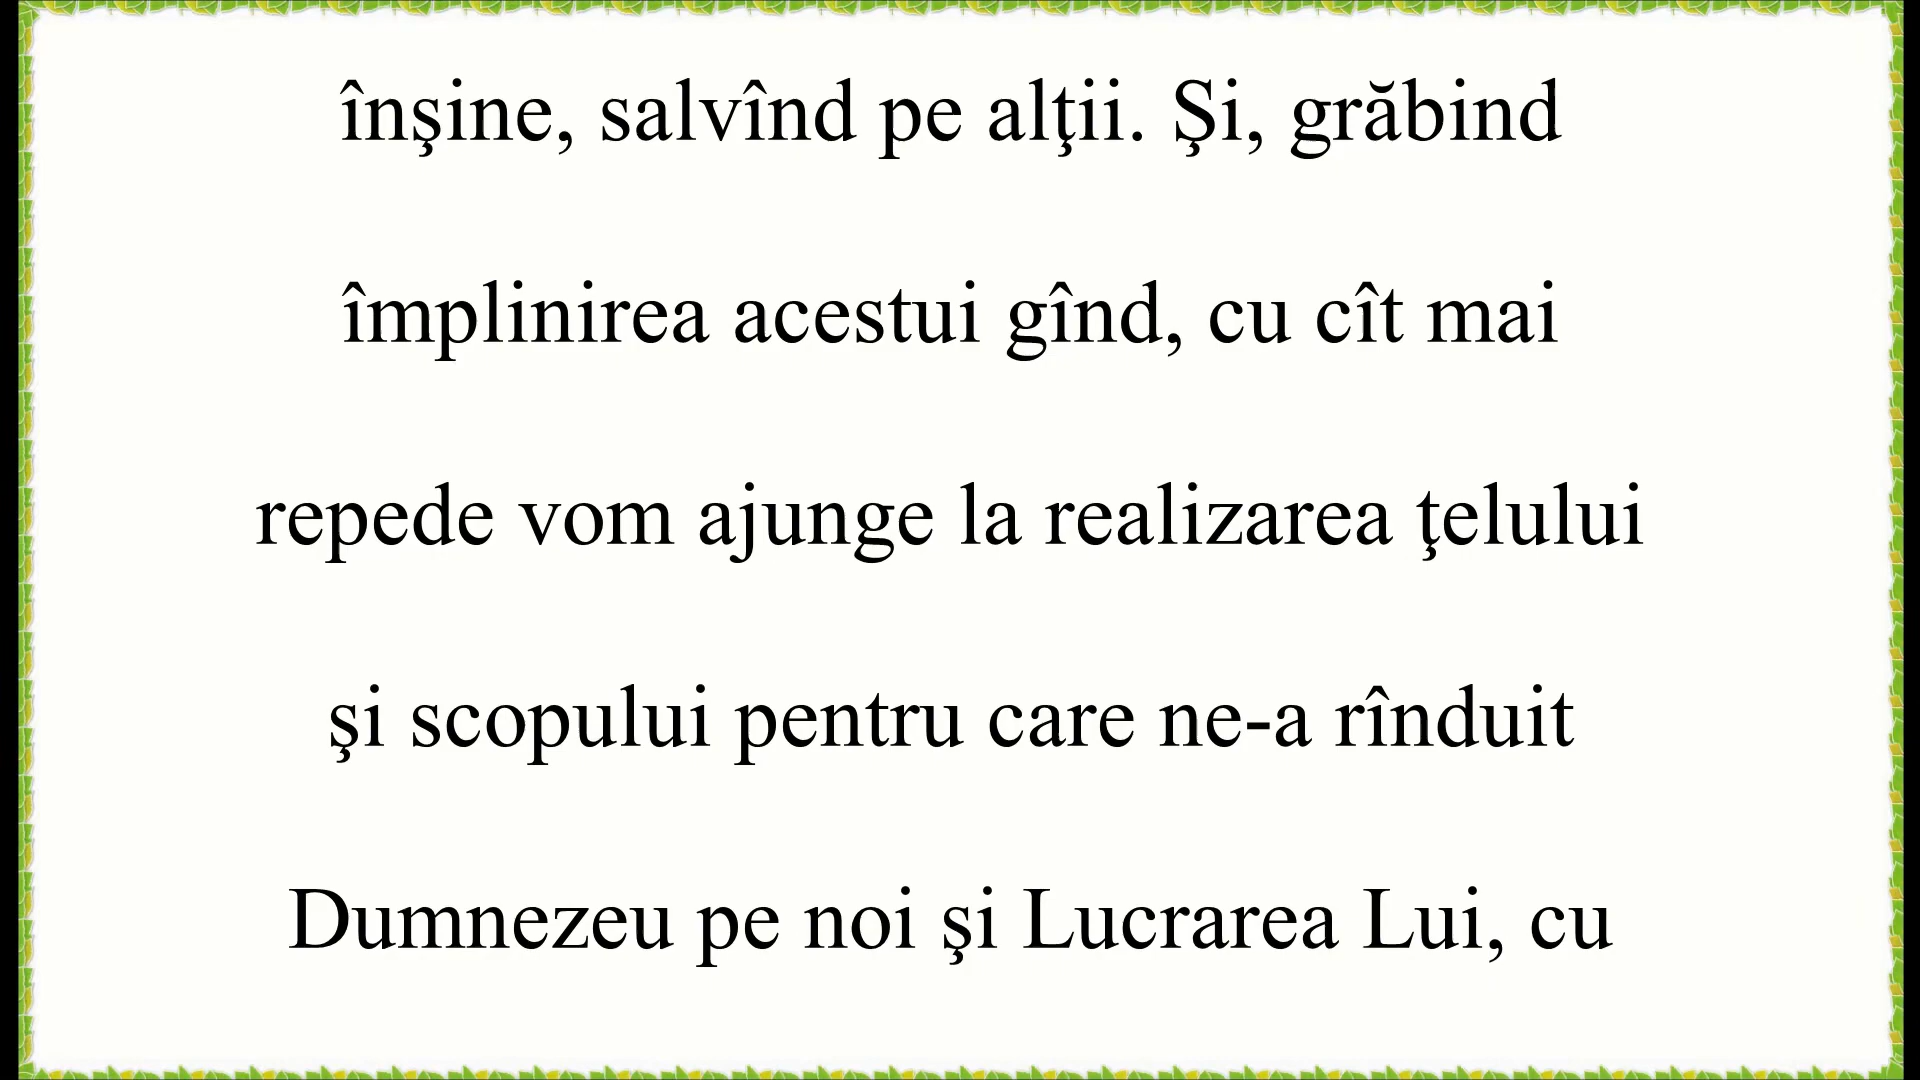 înşine, salvînd pe alţii. Şi, grăbind
împlinirea acestui gînd, cu cît mai
repede vom ajunge la realizarea ţelului
şi scopului pentru care ne-a rînduit
Dumnezeu pe noi şi Lucrarea Lui, cu